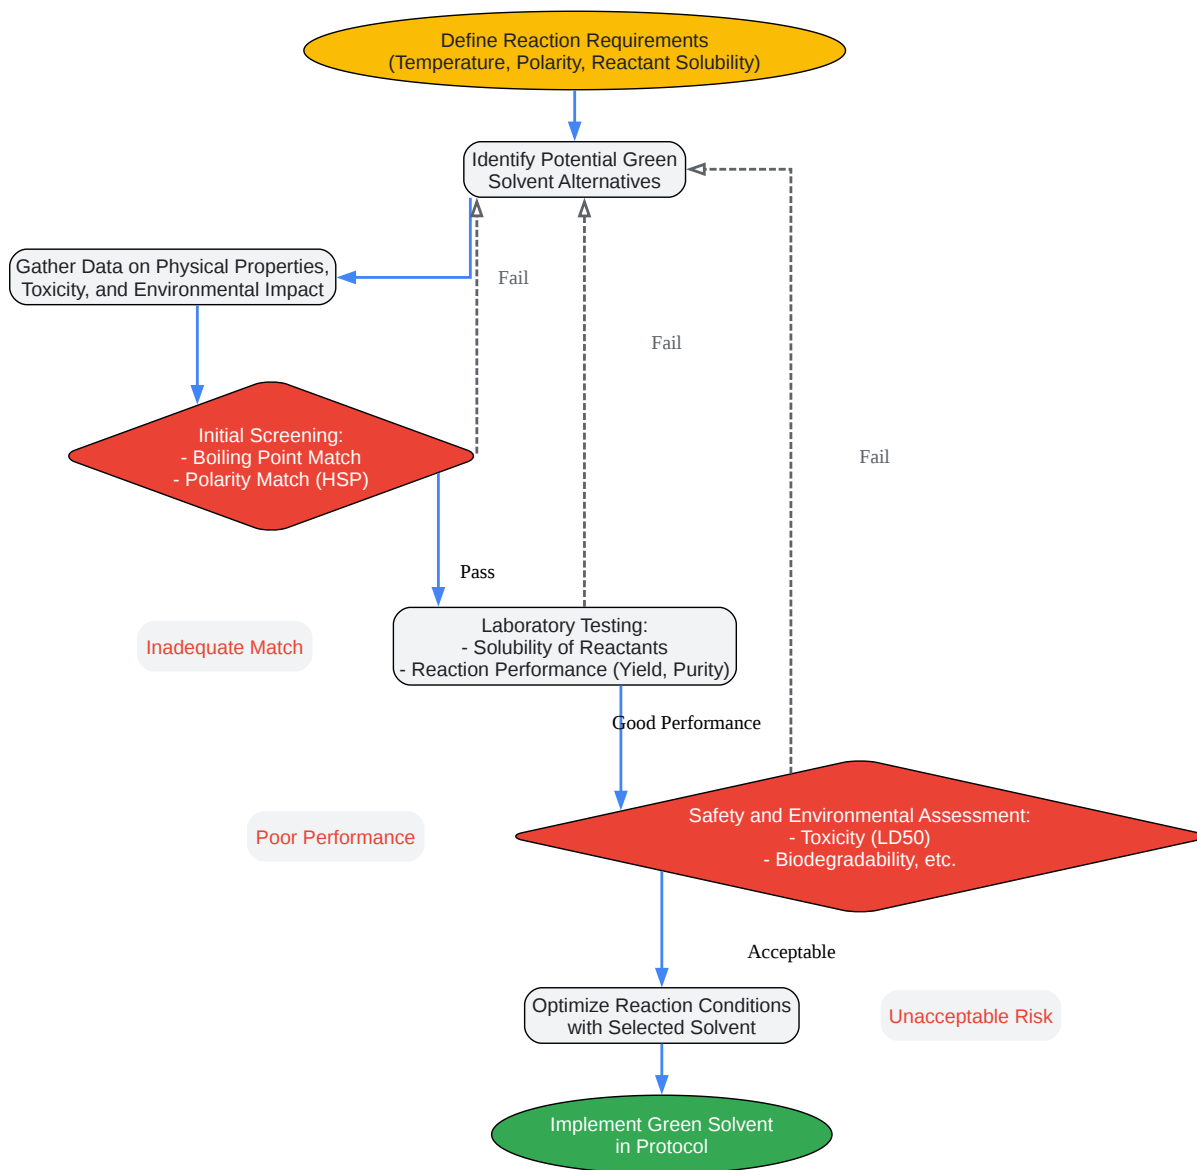 Define Reaction Requirements
(Temperature, Polarity, Reactant Solubility)
Identify Potential Green
Solvent Alternatives
Gather Data on Physical Properties,
Toxicity, and Environmental Impact
Fail
Fail
Initial Screening:
- Boiling Point Match
- Polarity Match (HSP)
Fail
Pass
Laboratory Testing:
- Solubility of Reactants
- Reaction Performance (Yield, Purity)
Inadequate Match
Good Performance
Safety and Environmental Assessment:
- Toxicity (LD50)
- Biodegradability, etc.
Poor Performance
Acceptable
Optimize Reaction Conditions
with Selected Solvent
Unacceptable Risk
Implement Green Solvent
in Protocol